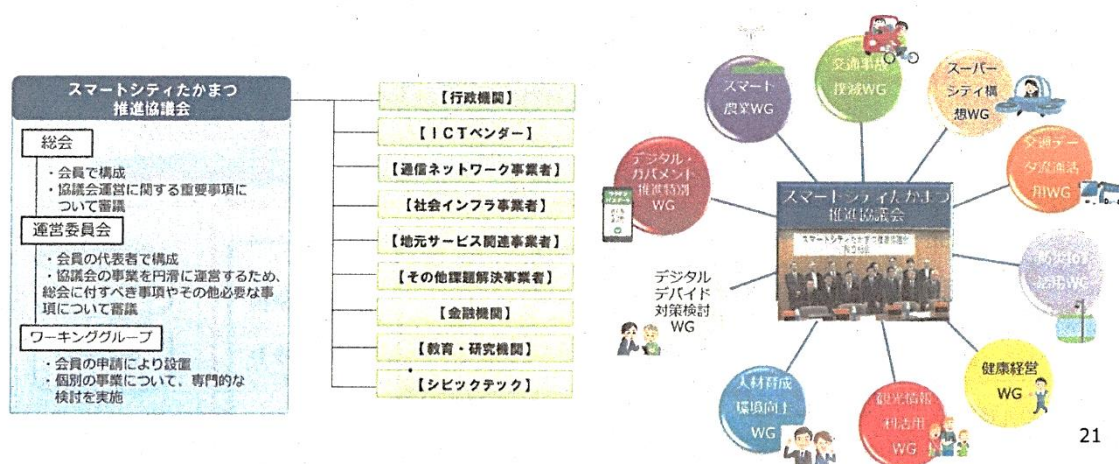 スマートシティたかまつ
推進協議会
総会
・会員で構成
・協議会運営に関する重要事項に
ついて審議
運営委員会
・会員の代表者で構成
・協議会の事業を円滑に運営するため、
総会に付すべき事項やその他必要な事
項について審議
ワーキンググループ
・会員の申請により設置
・個別の事業について、専門的な
検討を実施
【行政機関】
【ICTベンダー】
【通信ネットワーク事業者】
【社会インフラ事業者】
【地元サービス関連事業者】
【その他課題解決事業者】
【金融機関】
【教育・研究機関】
【シビックテック】
スマート
農業WG
交通事故
撲滅WG
スーパー
シティ構
想WG
交通デー
タ流通活
用WG
防災IoT
活用WG
健康経営
WG
観光情報
利活用
WG
人材育成
環境向上
WG
デジタル
デバイド
対策検討
WG
デジタル・
ガバメント
推進特別
WG
スマートシティたかまつ
推進協議会
21